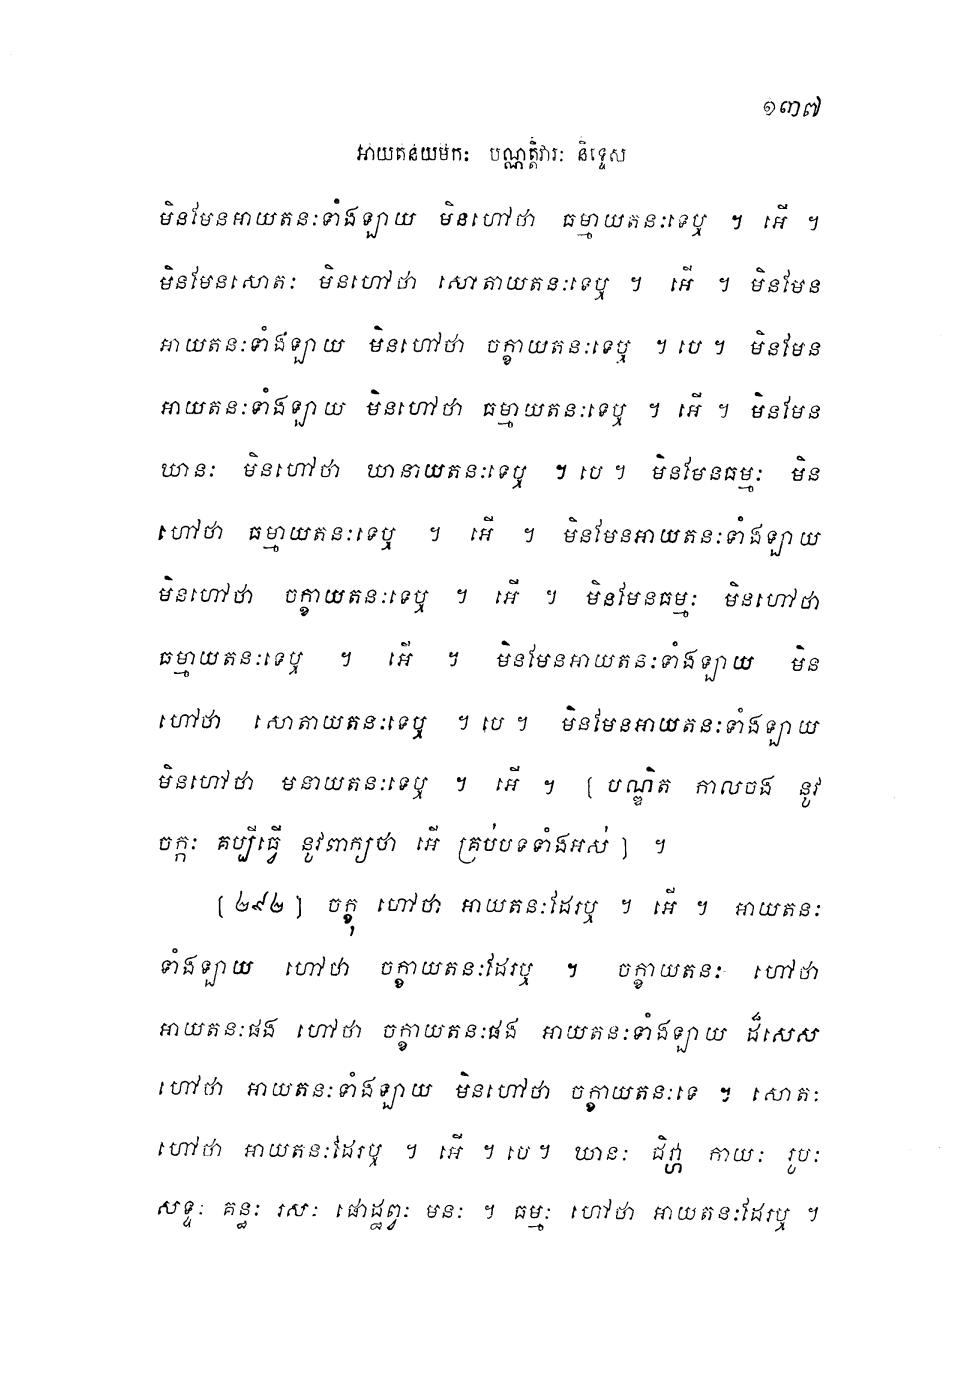 ១៣៧
អាយតនយមកៈ បណ្ណត្តិវារៈ និទ្ទេស
មិនមែនអាយតនៈទាំងឡាយ មិនហៅថា ធម្មាយតនៈទេឬ ។ អើ ។
មិនមែនសោតៈ មិនហៅថា សោតាយតនៈទេឬ ។ អើ ។ មិនមែន
អាយតនៈទាំងឡាយ មិនហៅថា ចក្ខាយតនៈទេឬ ។ បេ ។ មិនមែន
អាយតនៈទាំងឡាយ មិនហៅថា ធម្មាយតនៈទេឬ ។ អើ ។ មិនមែន
ឃានៈ មិនហៅថា ឃានាយតនៈទេឬ ។ បេ ។ មិនមែនធម្មៈ មិន
ហៅថា ធម្មាយតនៈទេឬ ។ អើ ។ មិនមែនអាយតនៈទាំងឡាយ
មិនហៅថា ចក្ខាយតនៈទេឬ ។ អើ ។ មិនមែនធម្មៈ មិនហៅថា
ធម្មាយតនៈទេឬ ។ អើ ។ មិនមែនអាយតនៈទាំងឡាយ មិន
ហៅថា សោតាយតនៈទេឬ ។ បេ ។ មិនមែនអាយតនៈទាំងឡាយ
មិនហៅថា មនាយតនៈទេឬ ។ អើ ។ [ បណ្ឌិត កាលចង នូវ
ចក្កៈ គប្បីធ្វើ នូវពាក្យថា អើ គ្រប់បទទាំងអស់ ] ។
[ ២៩២ ] ចក្ខុ ហៅថា អាយតនៈដែរឬ ។ អើ ។ អាយតនៈ
ទាំងឡាយ ហៅថា ចក្ខាយតនៈដែរឬ ។ ចក្ខាយតនៈ ហៅថា
អាយតនៈផង ហៅថា ចក្ខាយតនៈផង អាយតនៈទាំងឡាយ ដ៏សេស
ហៅថា អាយតនៈទាំងឡាយ មិនហៅថា ចក្ខាយតនៈទេ ។ សោតៈ
ហៅថា អាយតនៈដែរឬ ។ អើ ។ បេ ។ ឃានៈ ជិវ្ហា កាយៈ រូបៈ
សទ្ទៈ គន្ធៈ រសៈ ផោដ្ឋព្វៈ មនៈ ។ ធម្មៈ ហៅថា អាយតនៈដែរឬ ។